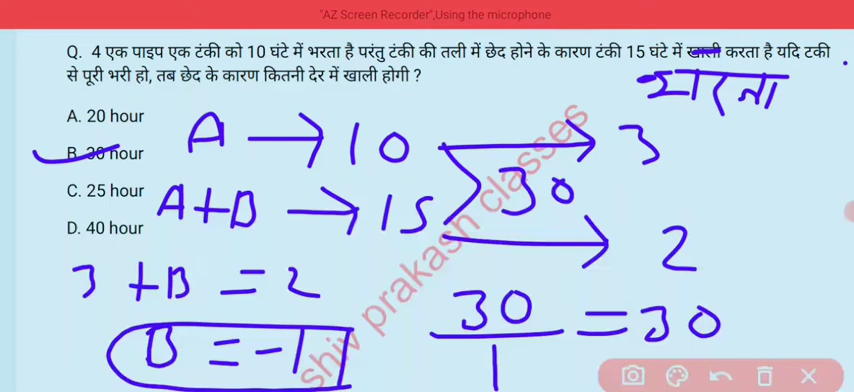 "AZ Screen Recorder",Using the microphone
Q. 4 एक पाइप एक टंकी को 10 घंटे में भरता है परंतु टंकी की तली में छेद होने के कारण टंकी 15 घंटे में खाली करता है यदि टकी
से पूरी भरी हो, तब छेद के कारण कितनी देर में खाली होगी ?
भरता
A. 20 hour
A → 10 → 3
B. 30 hour
30
C. 25 hour
A+B → 15 → 2
D. 40 hour
3 + B = 2
30/1 = 30
B = -1
shiv prakash classes